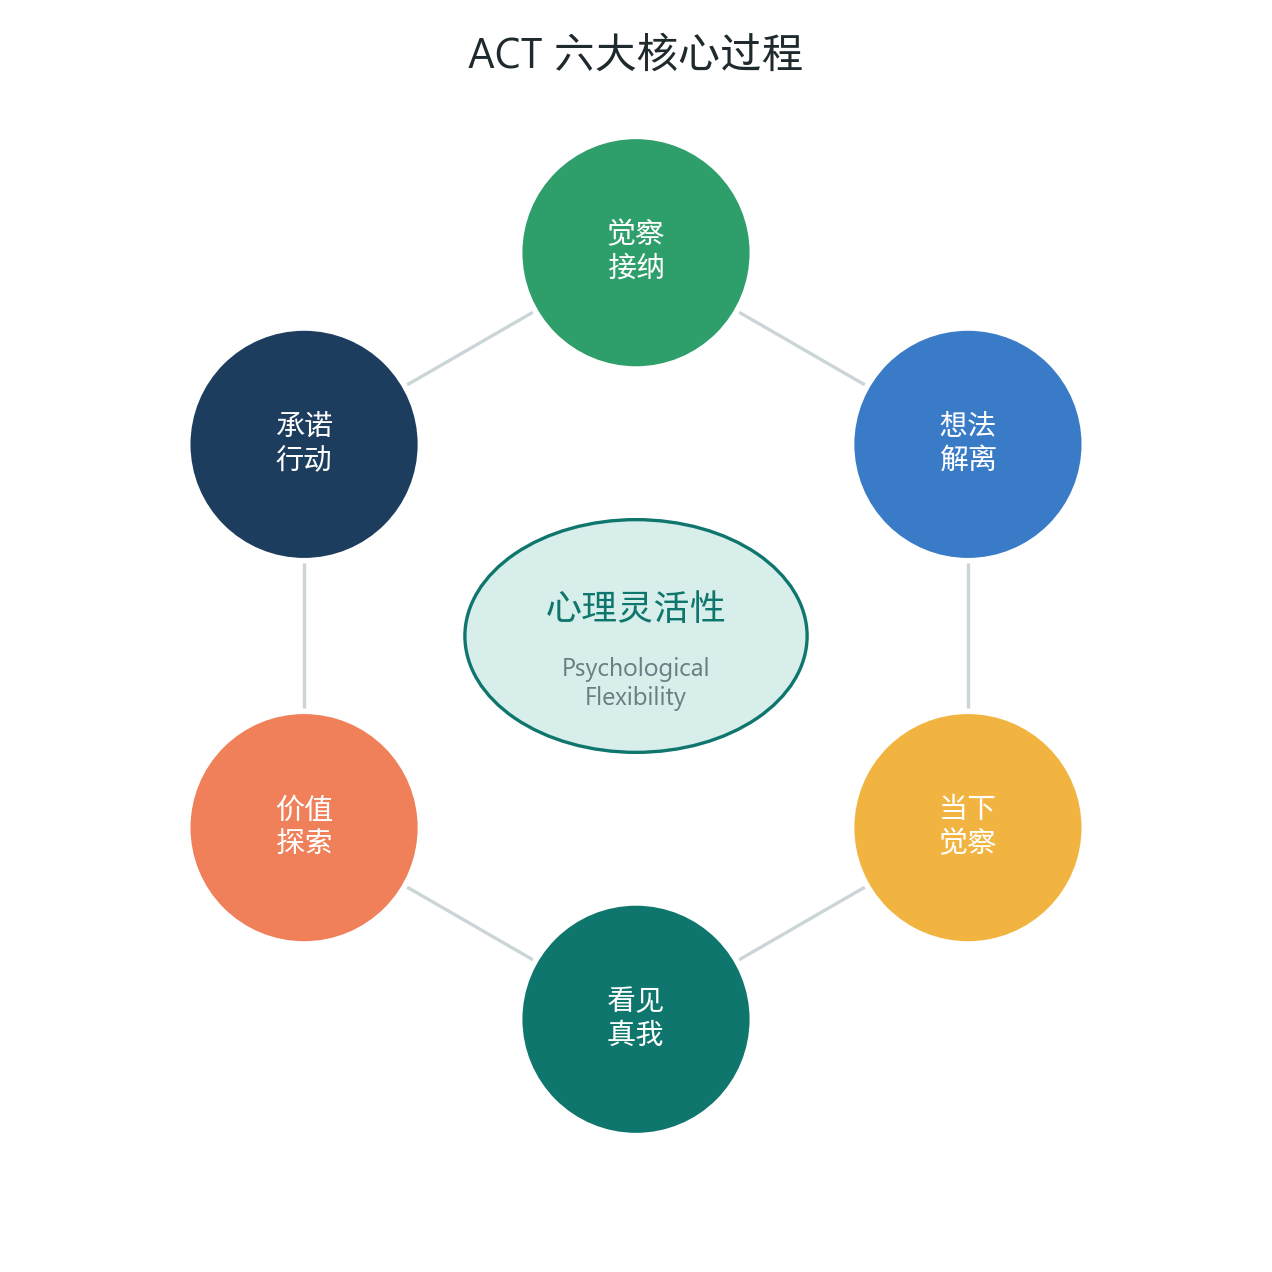 ACT 六大核心过程
觉察
接纳
承诺
行动
想法
解离
心理灵活性
Psychological
Flexibility
价值
探索
当下
觉察
看见
真我